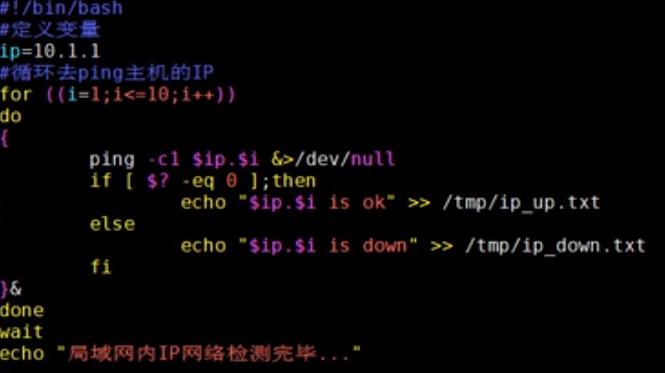 #!/bin/bash
#定义变量
ip=10.1.1
#循环去ping主机的IP
for ((i=1;i<=10;i++))
do
{
        ping -c1 $ip.$i &>/dev/null
        if [ $? -eq 0 ];then
                echo "$ip.$i is ok" >> /tmp/ip_up.txt
        else
                echo "$ip.$i is down" >> /tmp/ip_down.txt
        fi
}&
done
wait
echo "局域网内IP网络检测完毕..."